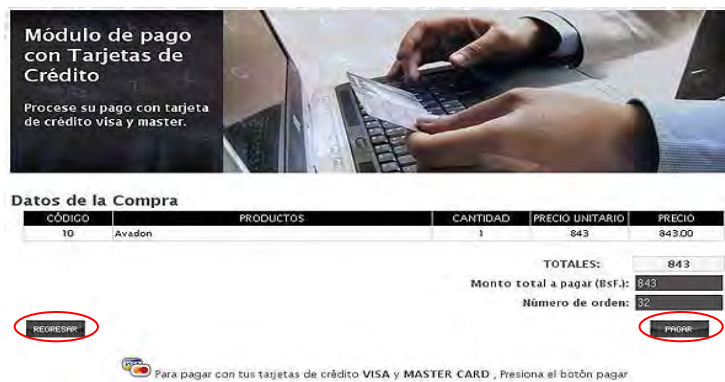 Módulo de pago
con Tarjetas de
Crédito
Procese su pago con tarjeta
de crédito visa y master.
Datos de la Compra
CÓDIGO PRODUCTOS CANTIDAD PRECIO UNITARIO PRECIO
10 Avadon 1 843 843.00
TOTALES: 843
Monto total a pagar (BsF.): 843
Número de orden: 32
REGRESAR PAGAR
Para pagar con tus tarjetas de crédito VISA y MASTER CARD , Presiona el botón pagar